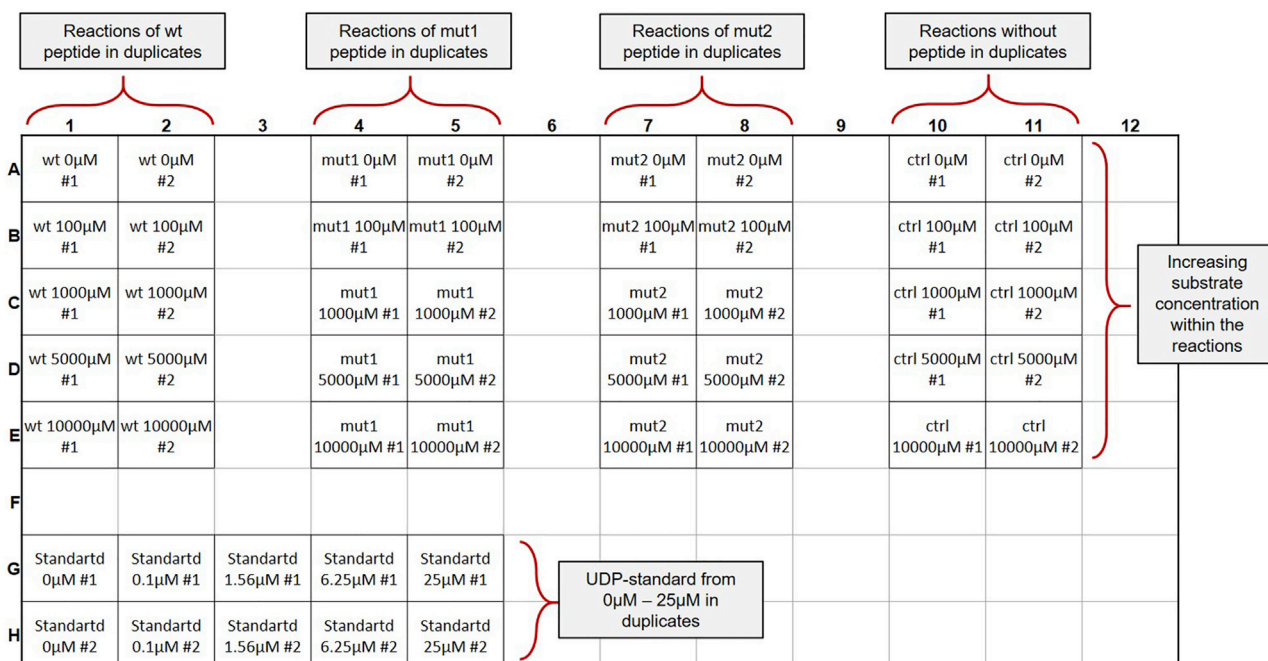 Reactions of wt
peptide in duplicates
Reactions of mut1
peptide in duplicates
Reactions of mut2
peptide in duplicates
Reactions without
peptide in duplicates
1 2 3 4 5 6 7 8 9 10 11 12
A
wt 0µM
#1
wt 0µM
#2
mut1 0µM
#1
mut1 0µM
#2
mut2 0µM
#1
mut2 0µM
#2
ctrl 0µM
#1
ctrl 0µM
#2
B
wt 100µM
#1
wt 100µM
#2
mut1 100µM
#1
mut1 100µM
#2
mut2 100µM
#1
mut2 100µM
#2
ctrl 100µM
#1
ctrl 100µM
#2
C
wt 1000µM
#1
wt 1000µM
#2
mut1
1000µM #1
mut1
1000µM #2
mut2
1000µM #1
mut2
1000µM #2
ctrl 1000µM
#1
ctrl 1000µM
#2
D
wt 5000µM
#1
wt 5000µM
#2
mut1
5000µM #1
mut1
5000µM #2
mut2
5000µM #1
mut2
5000µM #2
ctrl 5000µM
#1
ctrl 5000µM
#2
E
wt 10000µM
#1
wt 10000µM
#2
mut1
10000µM #1
mut1
10000µM #2
mut2
10000µM #1
mut2
10000µM #2
ctrl
10000µM #1
ctrl
10000µM #2
Increasing
substrate
concentration
within the
reactions
F
G
Standartd
0µM #1
Standartd
0.1µM #1
Standartd
1.56µM #1
Standartd
6.25µM #1
Standartd
25µM #1
H
Standartd
0µM #2
Standartd
0.1µM #2
Standartd
1.56µM #2
Standartd
6.25µM #2
Standartd
25µM #2
UDP-standard from
0µM – 25µM in
duplicates